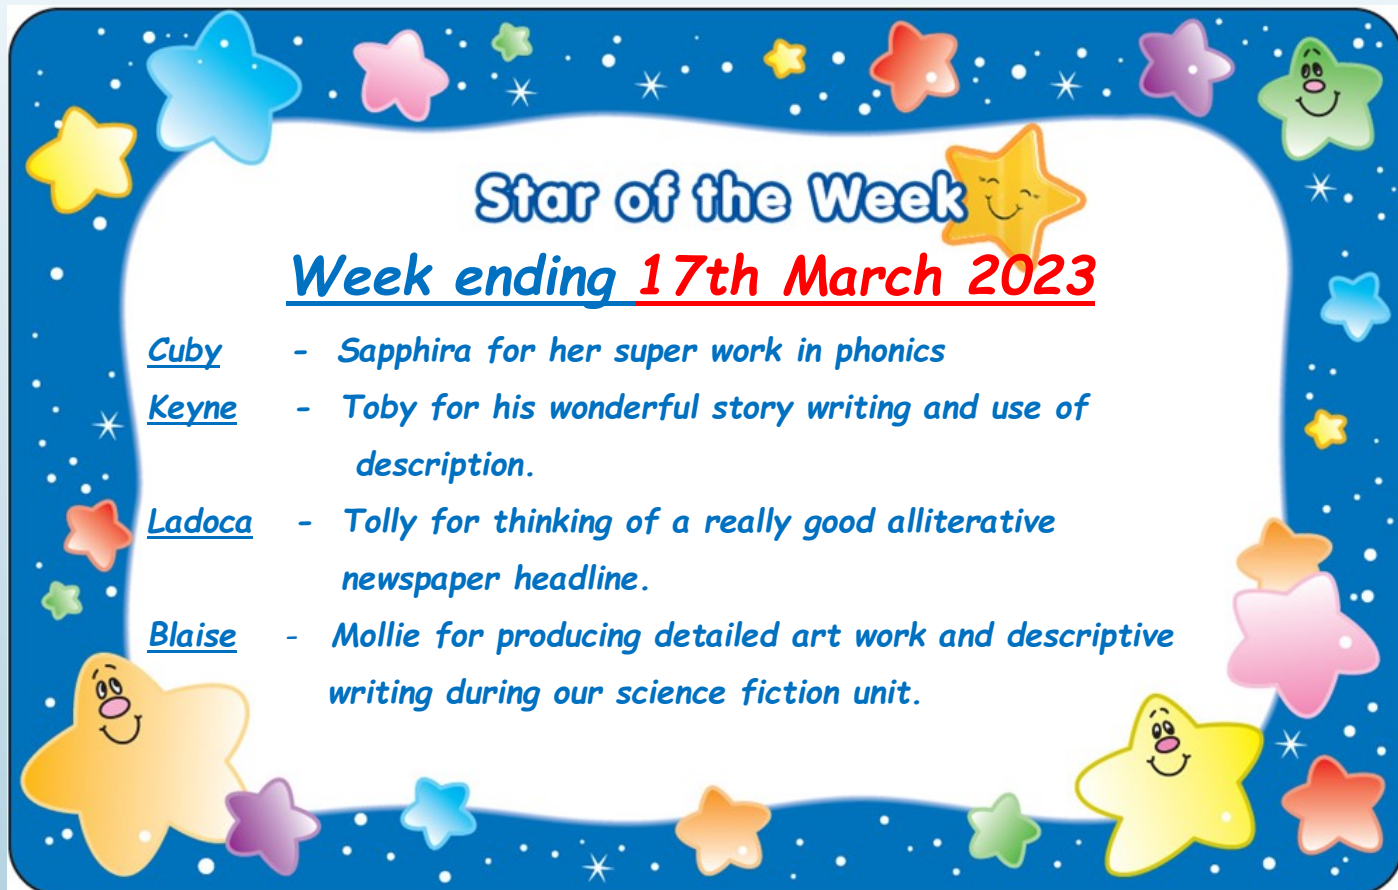 Star of the Week
Week ending 17th March 2023
Cuby - Sapphira for her super work in phonics
Keyne - Toby for his wonderful story writing and use of
description.
Ladoca - Tolly for thinking of a really good alliterative
newspaper headline.
Blaise - Mollie for producing detailed art work and descriptive
writing during our science fiction unit.